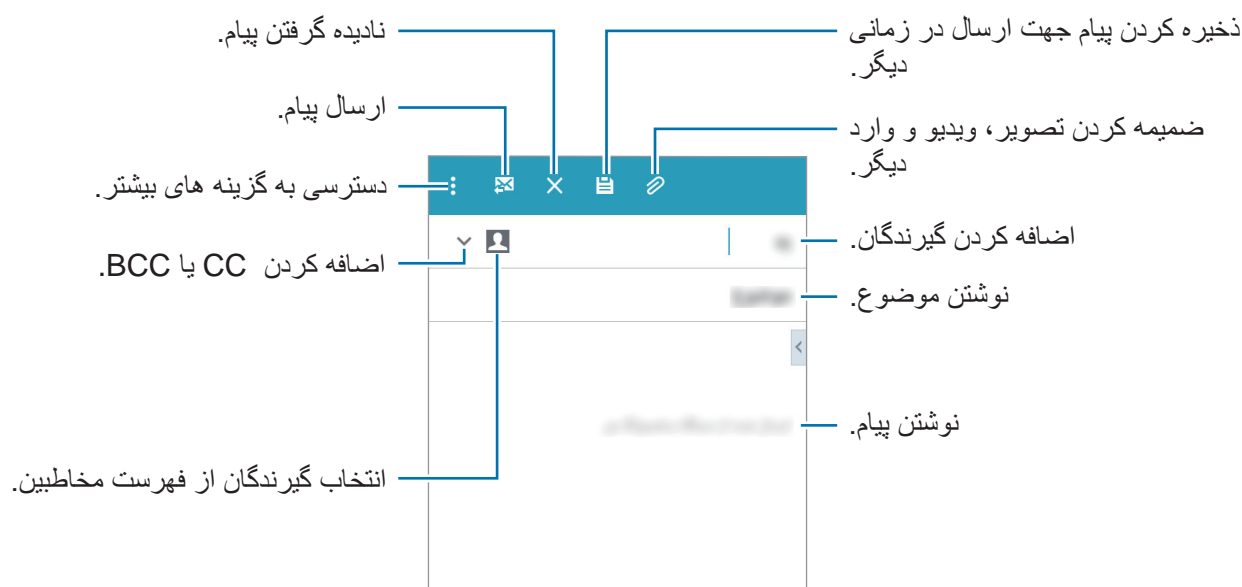 ذخیره کردن پیام جهت ارسال در زمانی
دیگر.
نادیده گرفتن پیام.
ارسال پیام.
ضمیمه کردن تصویر، ویدیو و وارد
دیگر.
دسترسی به گزینه های بیشتر.
اضافه کردن گیرندگان.
اضافه کردن CC یا BCC.
نوشتن موضوع.
نوشتن پیام.
انتخاب گیرندگان از فهرست مخاطبین.